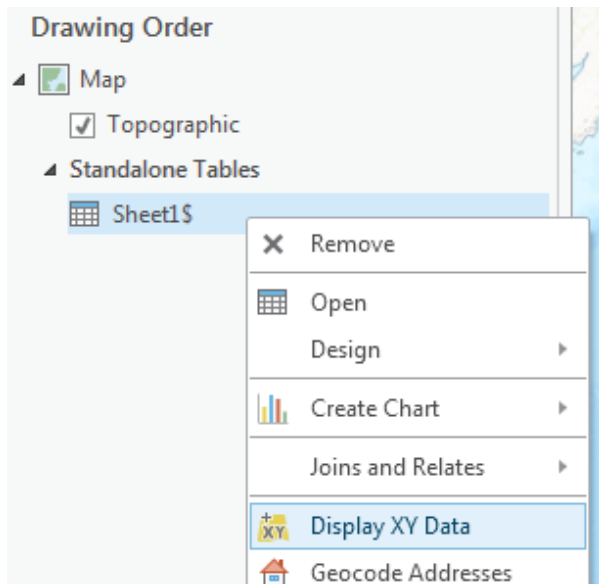 Drawing Order
Map
Topographic
Standalone Tables
Sheet1$
Remove
Open
Design
Create Chart
Joins and Relates
XY
Display XY Data
Geocode Addresses